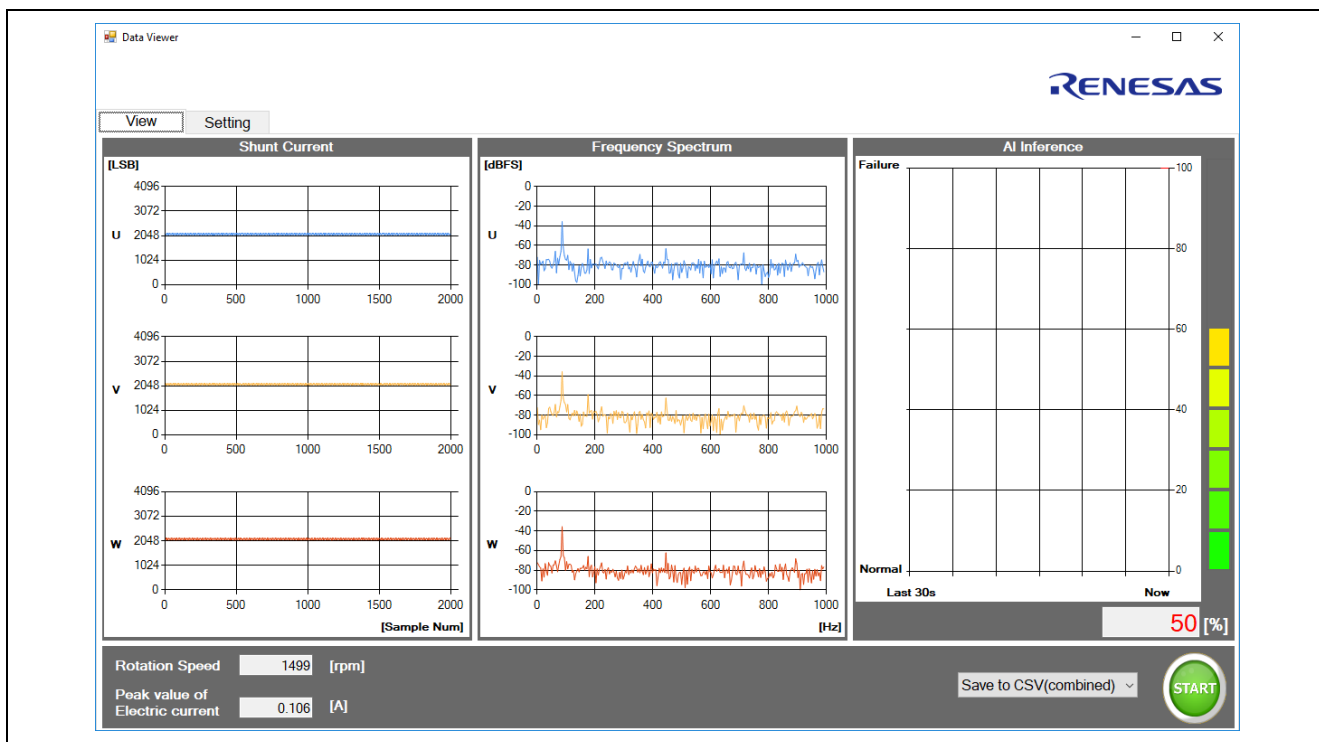 Data Viewer
RENESAS
View Setting
Shunt Current
[LSB]
4096
3072
U 2048
1024
0
0 500 1000 1500 2000
4096
3072
V 2048
1024
0
0 500 1000 1500 2000
4096
3072
W 2048
1024
0
0 500 1000 1500 2000
[Sample Num]
Frequency Spectrum
[dBFS]
0
-20
-40
U
-60
-80
-100
0 200 400 600 800 1000
0
-20
-40
V
-60
-80
-100
0 200 400 600 800 1000
0
-20
-40
W
-60
-80
-100
0 200 400 600 800 1000
[Hz]
AI Inference
Failure 100
80
60
40
20
Normal 0
Last 30s Now
50 [%]
Rotation Speed 1499 [rpm]
Peak value of
Electric current 0.106 [A]
Save to CSV(combined)
START